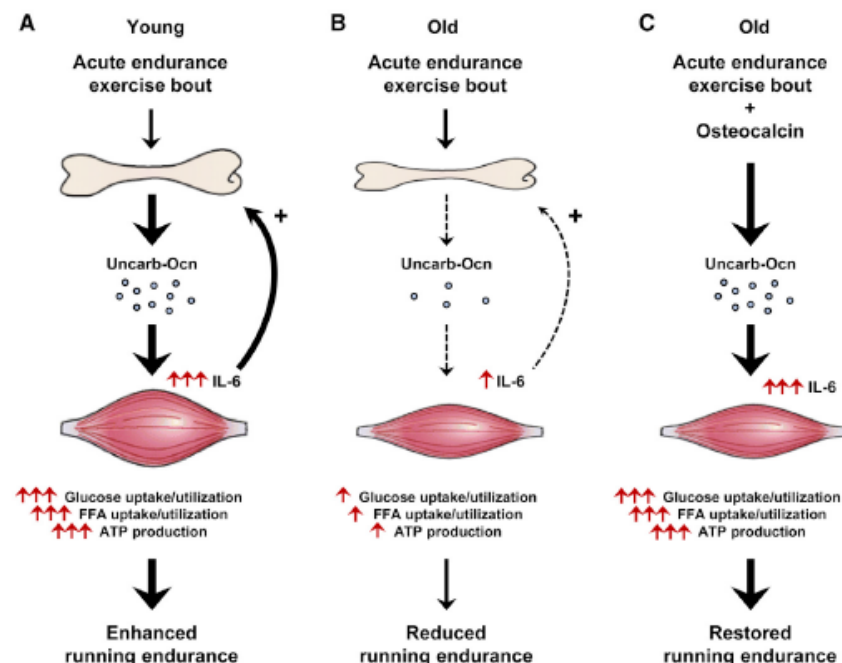 A
Young
Acute endurance
exercise bout
+
Uncarb-Ocn
IL-6
Glucose uptake/utilization
FFA uptake/utilization
ATP production
Enhanced
running endurance
B
Old
Acute endurance
exercise bout
+
Uncarb-Ocn
IL-6
Glucose uptake/utilization
FFA uptake/utilization
ATP production
Reduced
running endurance
C
Old
Acute endurance
exercise bout
+
Osteocalcin
Uncarb-Ocn
IL-6
Glucose uptake/utilization
FFA uptake/utilization
ATP production
Restored
running endurance